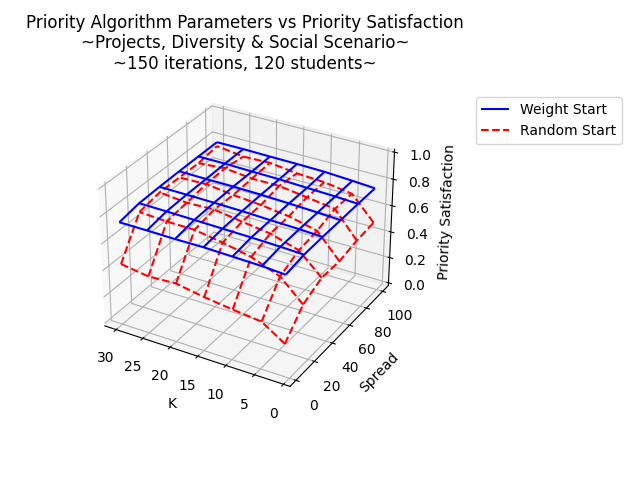 Priority Algorithm Parameters vs Priority Satisfaction
~Projects, Diversity & Social Scenario~
~150 iterations, 120 students~
Weight Start
Random Start
1.0
0.8
0.6
0.4
0.2
0.0
Priority Satisfaction
100
80
60
40
20
0
Spread
30
25
20
15
10
5
0
K